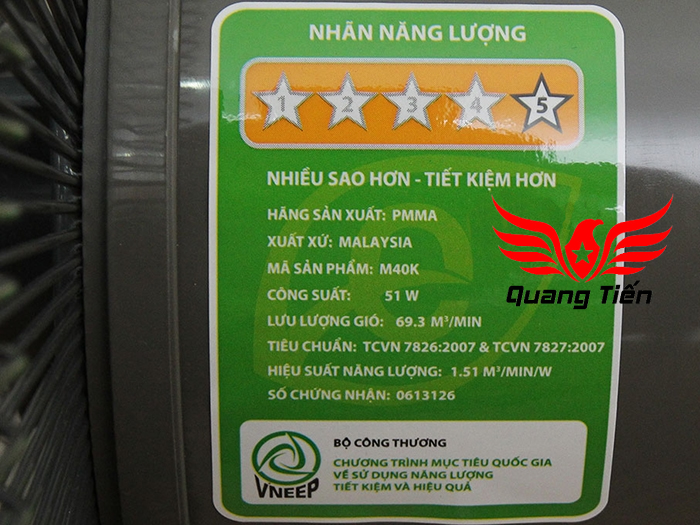 NHÃN NĂNG LƯỢNG
1 2 3 4 5
NHIỀU SAO HƠN - TIẾT KIỆM HƠN
HÃNG SẢN XUẤT: PMMA
XUẤT XỨ: MALAYSIA
MÃ SẢN PHẨM: M40K
CÔNG SUẤT: 51 W
LƯU LƯỢNG GIÓ: 69.3 M³/MIN
TIÊU CHUẨN: TCVN 7826:2007 & TCVN 7827:2007
HIỆU SUẤT NĂNG LƯỢNG: 1.51 M³/MIN/W
SỐ CHỨNG NHẬN: 0613126
Quang Tiến
VNEEP
BỘ CÔNG THƯƠNG
CHƯƠNG TRÌNH MỤC TIÊU QUỐC GIA
VỀ SỬ DỤNG NĂNG LƯỢNG
TIẾT KIỆM VÀ HIỆU QUẢ